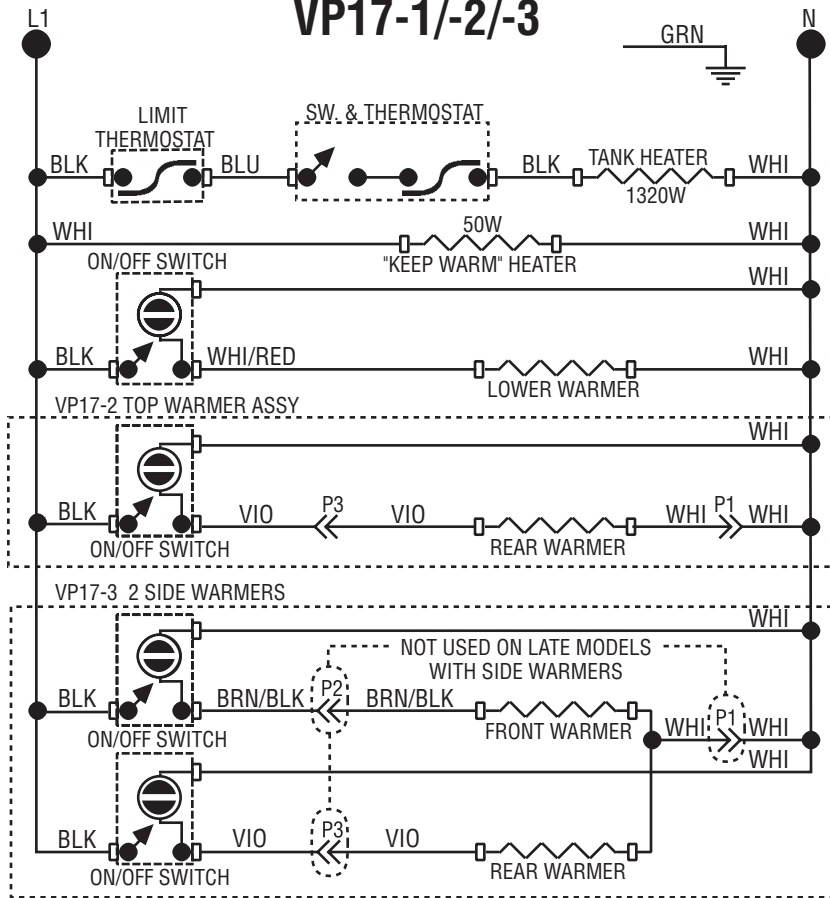 VP17-1/-2/-3
L1
N
GRN
LIMIT
THERMOSTAT
SW. & THERMOSTAT
BLK
BLU
BLK
TANK HEATER
WHI
1320W
WHI
50W
WHI
"KEEP WARM" HEATER
ON/OFF SWITCH
WHI
BLK
WHI/RED
WHI
LOWER WARMER
VP17-2 TOP WARMER ASSY
WHI
BLK
VIO
P3
VIO
WHI
P1
WHI
ON/OFF SWITCH
REAR WARMER
VP17-3 2 SIDE WARMERS
WHI
NOT USED ON LATE MODELS
WITH SIDE WARMERS
BLK
BRN/BLK
P2
BRN/BLK
FRONT WARMER
WHI
P1
WHI
ON/OFF SWITCH
WHI
BLK
VIO
P3
VIO
ON/OFF SWITCH
REAR WARMER